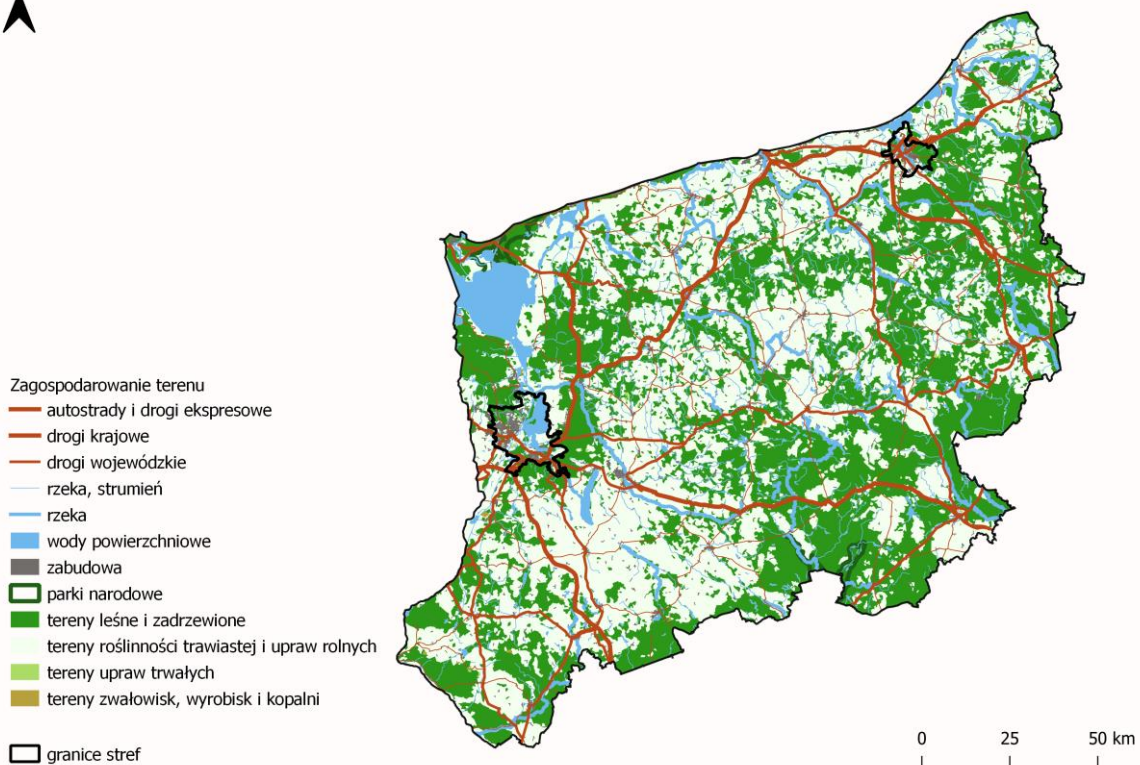 Zagospodarowanie terenu
autostrady i drogi ekspresowe
drogi krajowe
drogi wojewódzkie
rzeka, strumień
rzeka
wody powierzchniowe
zabudowa
parki narodowe
tereny leśne i zadrzewione
tereny roślinności trawiastej i upraw rolnych
tereny upraw trwałych
tereny zwałowisk, wyrobisk i kopalni
granice stref
0 25 50 km